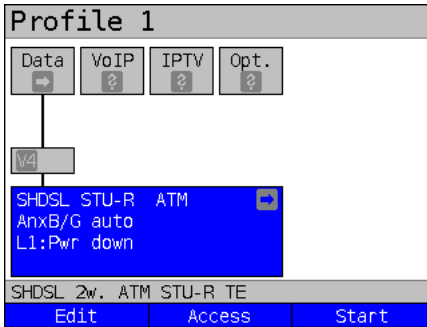 Profile 1
Data VoIP IPTV Opt.
? ? ?
V4
SHDSL STU-R ATM
AnxB/G auto
L1:Pwr down
SHDSL 2w. ATM STU-R TE
Edit Access Start